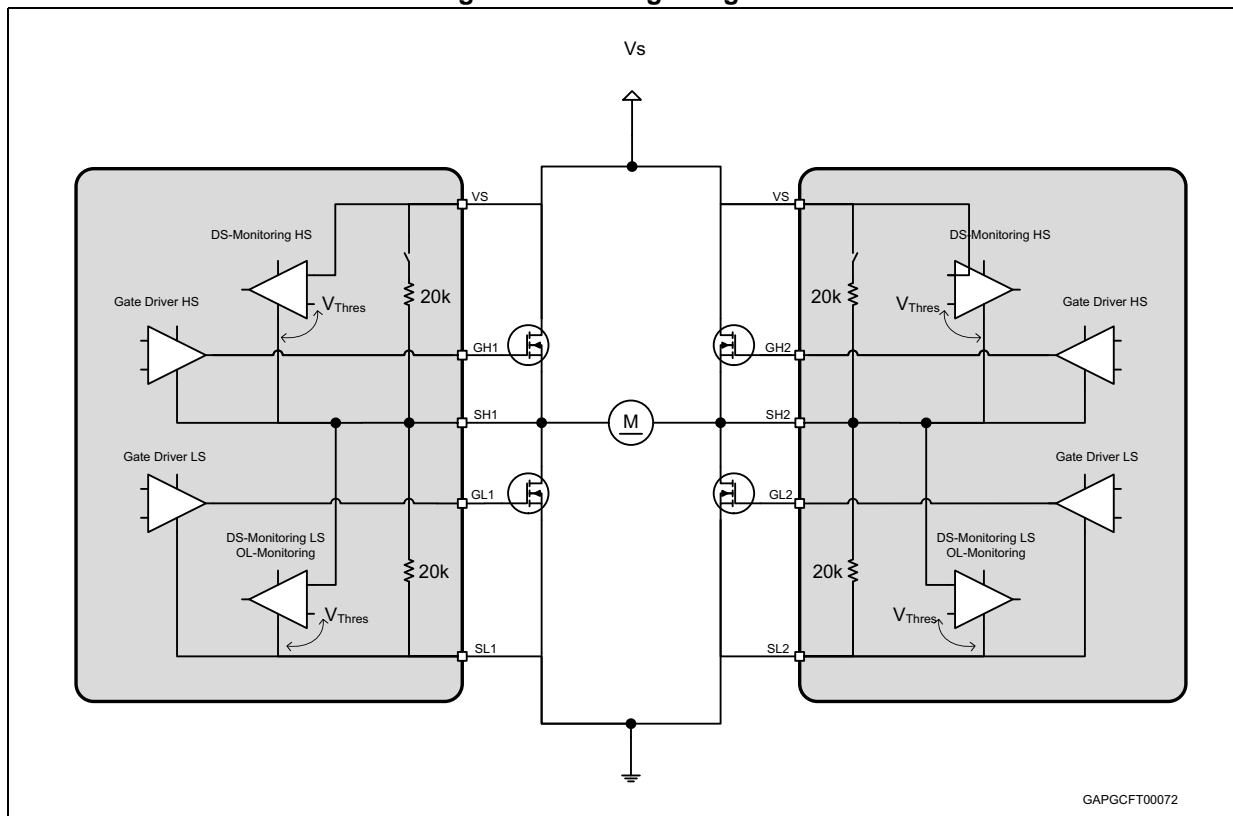 Vs
VS
VS
DS-Monitoring HS
DS-Monitoring HS
20k
20k
VThres
VThres
Gate Driver HS
Gate Driver HS
GH1
GH2
SH1
M
SH2
Gate Driver LS
Gate Driver LS
GL1
GL2
DS-Monitoring LS
OL-Monitoring
DS-Monitoring LS
OL-Monitoring
20k
20k
VThres
VThres
SL1
SL2
GAPGCFT00072